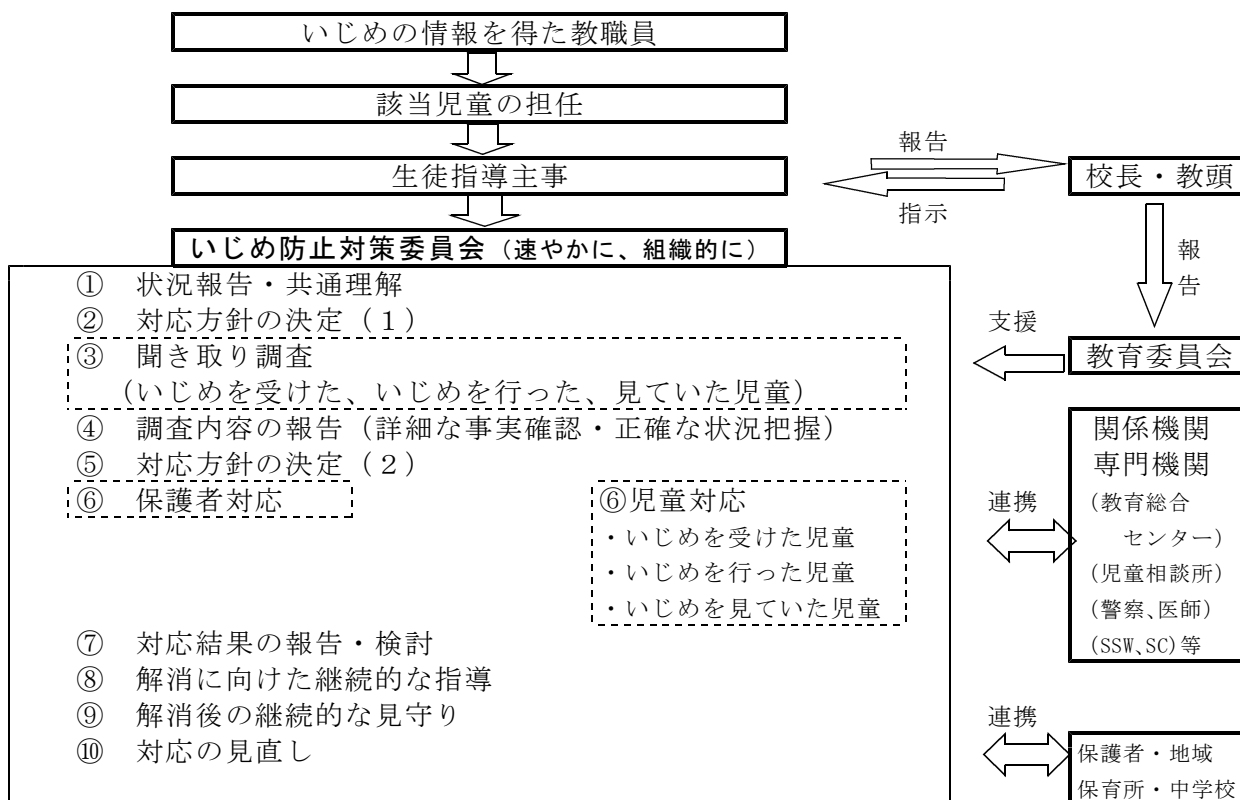 いじめの情報を得た教職員
該当児童の担任
生徒指導主事
報告
指示
校長・教頭
報
告
いじめ防止対策委員会（速やかに、組織的に）
① 状況報告・共通理解
② 対応方針の決定（１）
③ 聞き取り調査
（いじめを受けた、いじめを行った、見ていた児童）
④ 調査内容の報告（詳細な事実確認・正確な状況把握）
⑤ 対応方針の決定（２）
⑥ 保護者対応
⑥児童対応
・いじめを受けた児童
・いじめを行った児童
・いじめを見ていた児童
⑦ 対応結果の報告・検討
⑧ 解消に向けた継続的な指導
⑨ 解消後の継続的な見守り
⑩ 対応の見直し
支援
教育委員会
連携
関係機関
専門機関
（教育総合
センター）
（児童相談所）
（警察、医師）
（SSW、SC）等
連携
保護者・地域
保育所・中学校